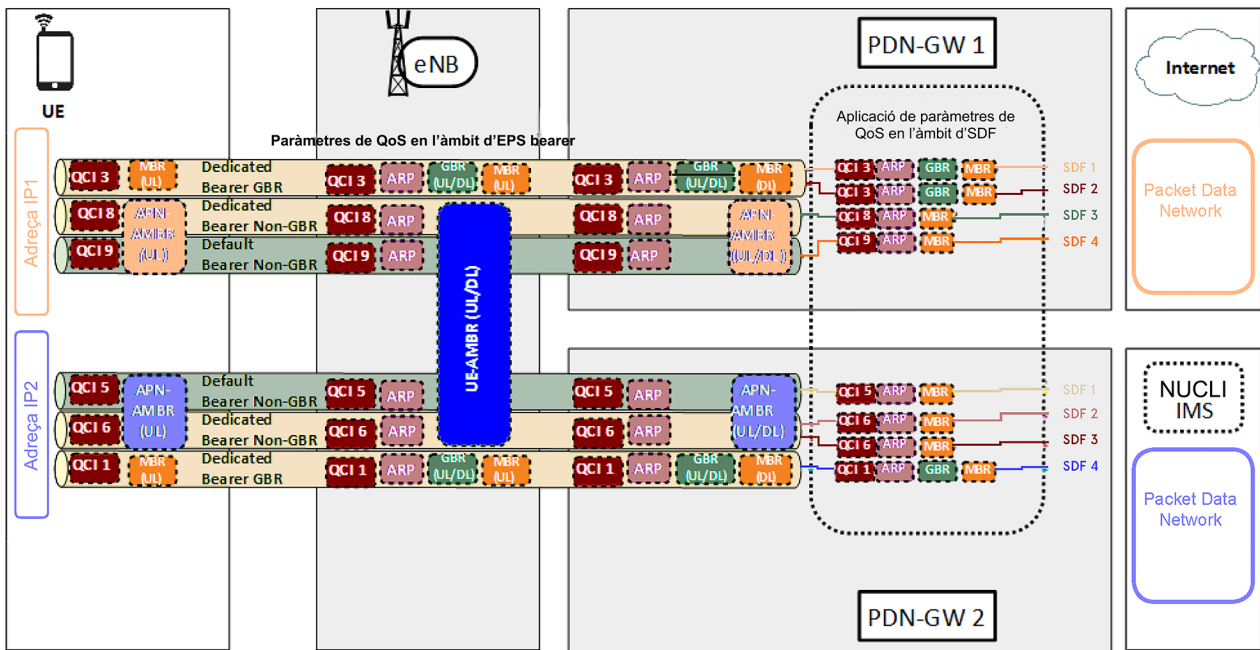 UE
eNB
PDN-GW 1
Internet
Aplicació de paràmetres de
QoS en l'àmbit d'SDF
Paràmetres de QoS en l'àmbit d'EPS bearer
Adreça IP1
QCI 3
MBR
(UL)
Dedicated
Bearer GBR
QCI 3
ARP
GBR
(UL/DL)
MBR
(UL)
QCI 3
ARP
GBR
(UL/DL)
MBR
(DL)
QCI 3
ARP
GBR
MBR
SDF 1
QCI 3
ARP
GBR
MBR
SDF 2
QCI 8
APN-
AMBR
(UL)
Dedicated
Bearer Non-GBR
QCI 8
ARP
QCI 8
ARP
APN-
AMBR
(UL/DL)
QCI 8
ARP
MBR
SDF 3
QCI 9
Default
Bearer Non-GBR
QCI 9
ARP
QCI 9
ARP
QCI 9
ARP
MBR
SDF 4
UE-AMBR (UL/DL)
Packet Data
Network
Adreça IP2
QCI 5
APN-
AMBR
(UL)
Default
Bearer Non-GBR
QCI 5
ARP
QCI 5
ARP
APN-
AMBR
(UL/DL)
QCI 5
ARP
MBR
SDF 1
QCI 6
Dedicated
Bearer Non-GBR
QCI 6
ARP
QCI 6
ARP
QCI 6
ARP
MBR
SDF 2
QCI 6
ARP
MBR
SDF 3
QCI 1
MBR
(UL)
Dedicated
Bearer GBR
QCI 1
ARP
GBR
(UL/DL)
MBR
(UL)
QCI 1
ARP
GBR
(UL/DL)
MBR
(DL)
QCI 1
ARP
GBR
MBR
SDF 4
NUCLI
IMS
Packet Data
Network
PDN-GW 2